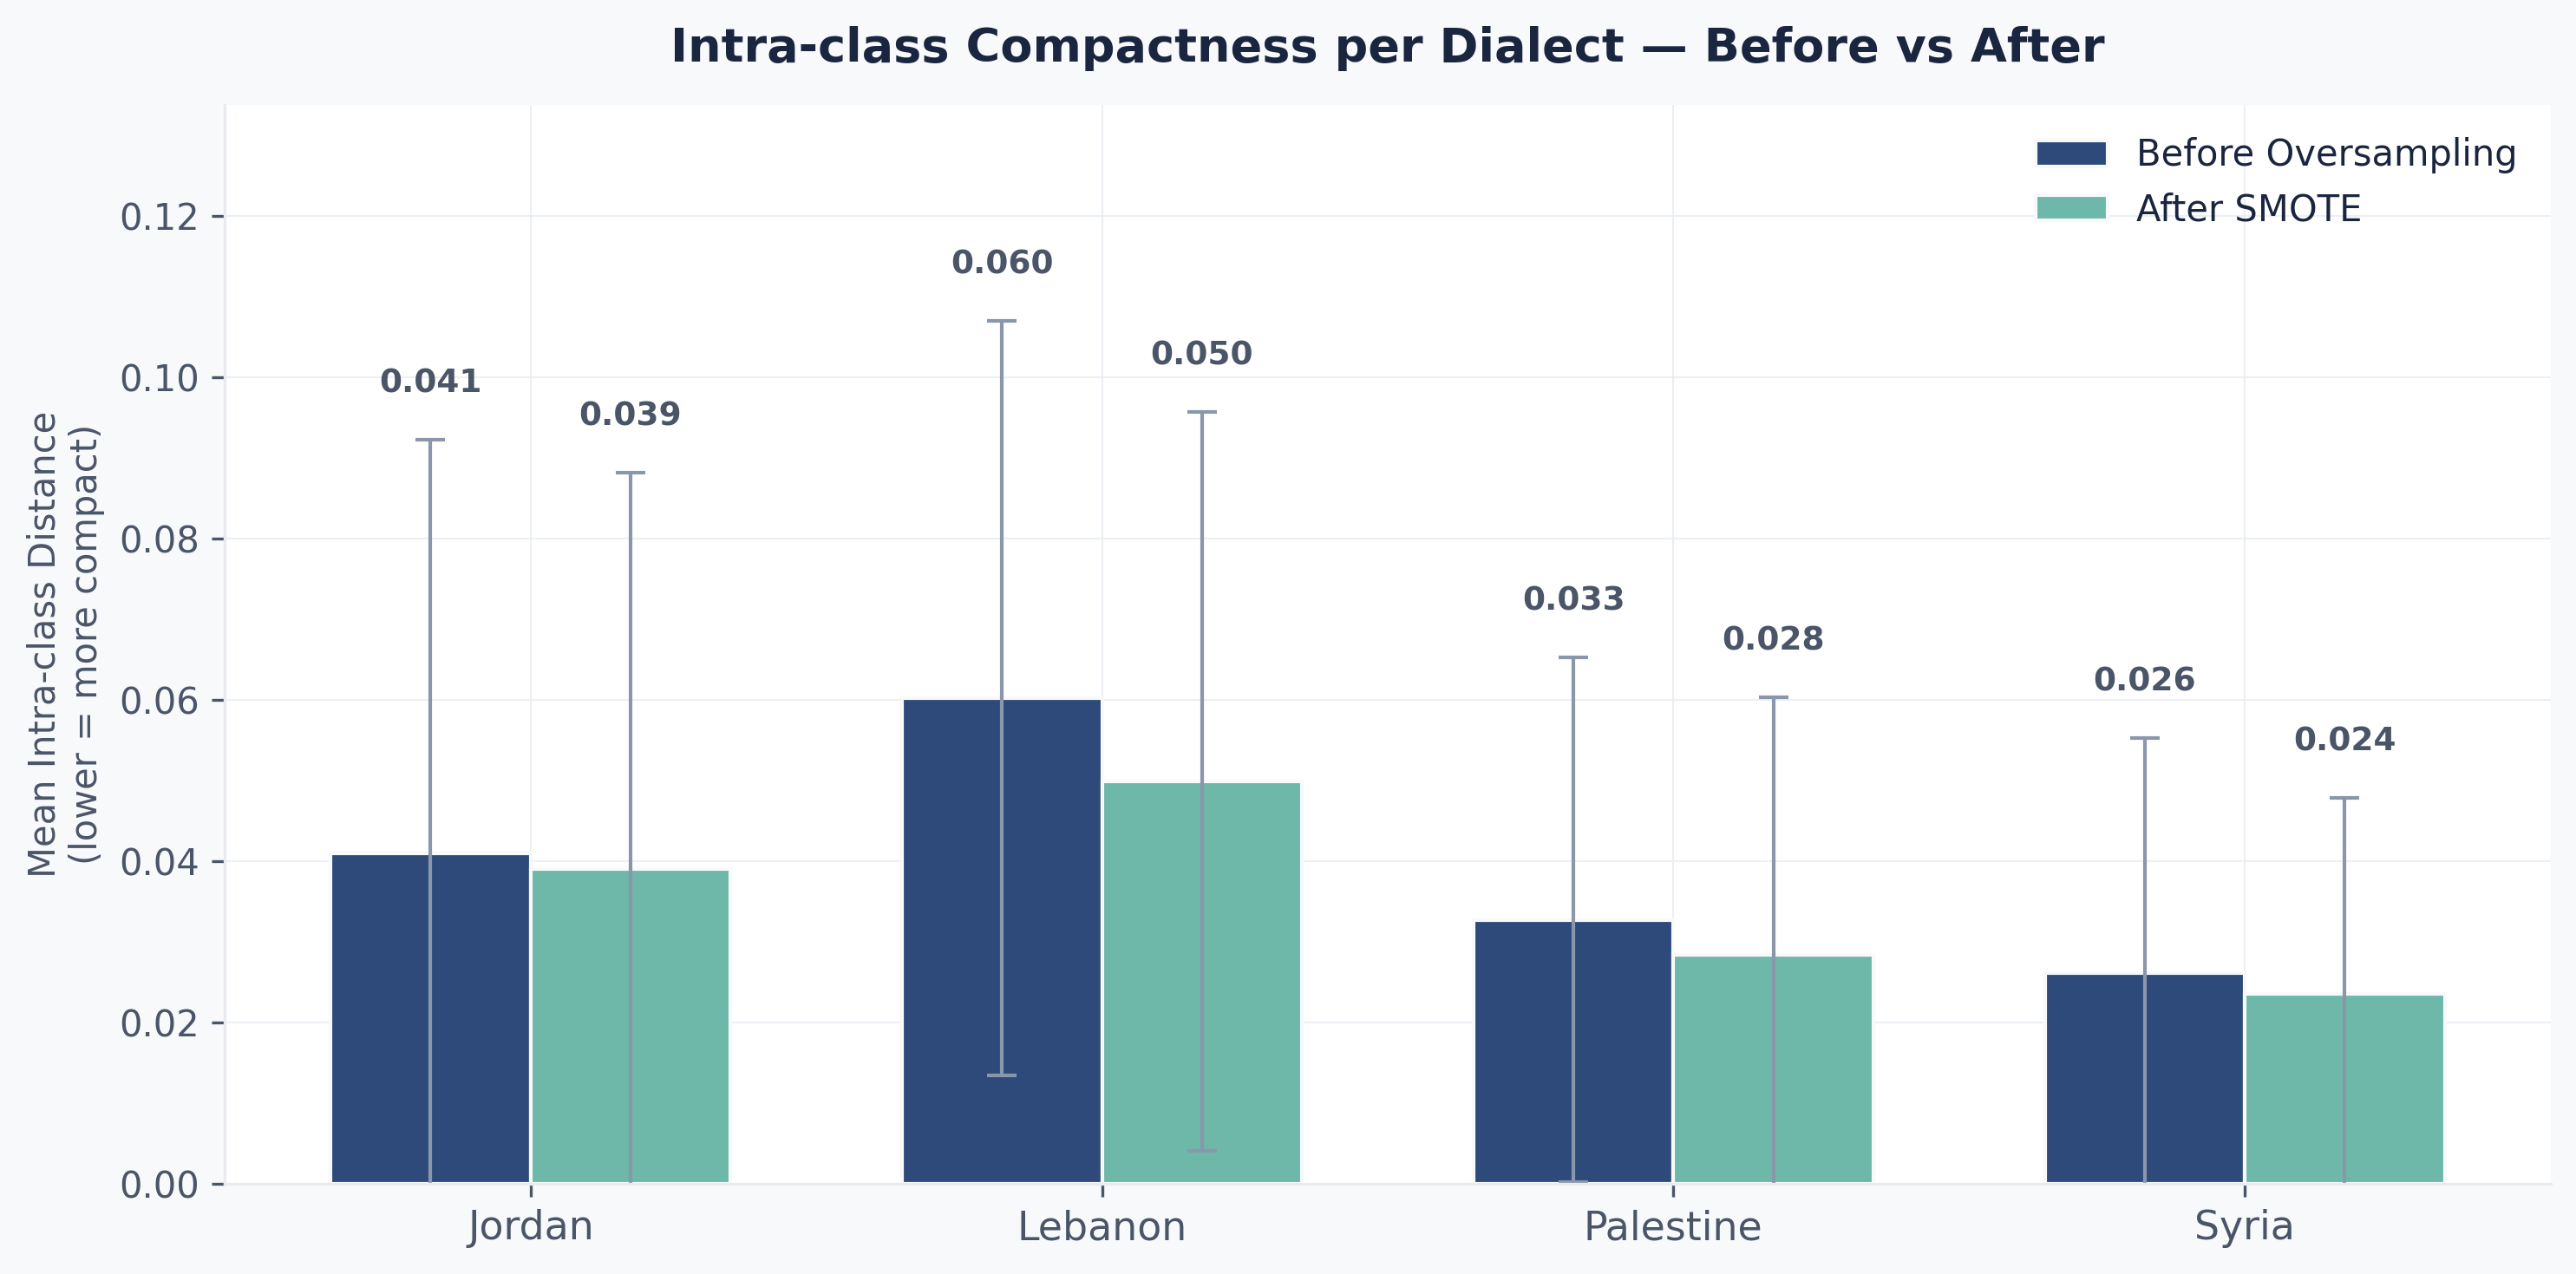 Intra-class Compactness per Dialect — Before vs After
Before Oversampling
After SMOTE
Mean Intra-class Distance
(lower = more compact)
0.12
0.10
0.08
0.06
0.04
0.02
0.00
0.041
0.039
0.060
0.050
0.033
0.028
0.026
0.024
Jordan
Lebanon
Palestine
Syria